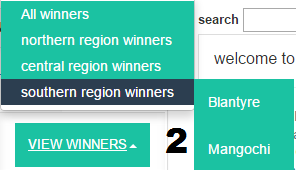 All winners
northern region winners
central region winners
southern region winners
VIEW WINNERS
2
search
welcome to
Blantyre
Mangochi